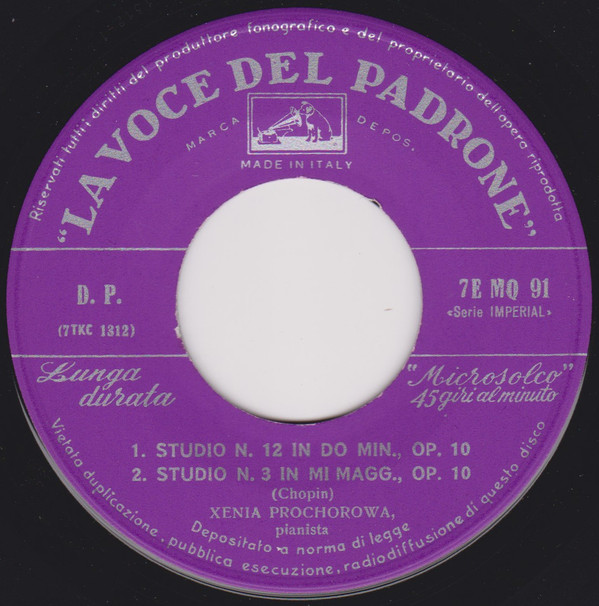 Riservati tutti i diritti del produttore fonografico e del proprietario dell'opera riprodotta
"LA VOCE DEL PADRONE"
MARCA DEPOS.
MADE IN ITALY
D. P.
7E MQ 91
(7TKC 1312)
«Serie IMPERIAL»
Lunga durata
"Microsolco"
45 giri al minuto
1. STUDIO N. 12 IN DO MIN., OP. 10
2. STUDIO N. 3 IN MI MAGG., OP. 10
(Chopin)
XENIA PROCHOROWA,
pianista
Depositato a norma di legge
Vietata duplicazione, pubblica esecuzione, radiodiffusione di questo disco